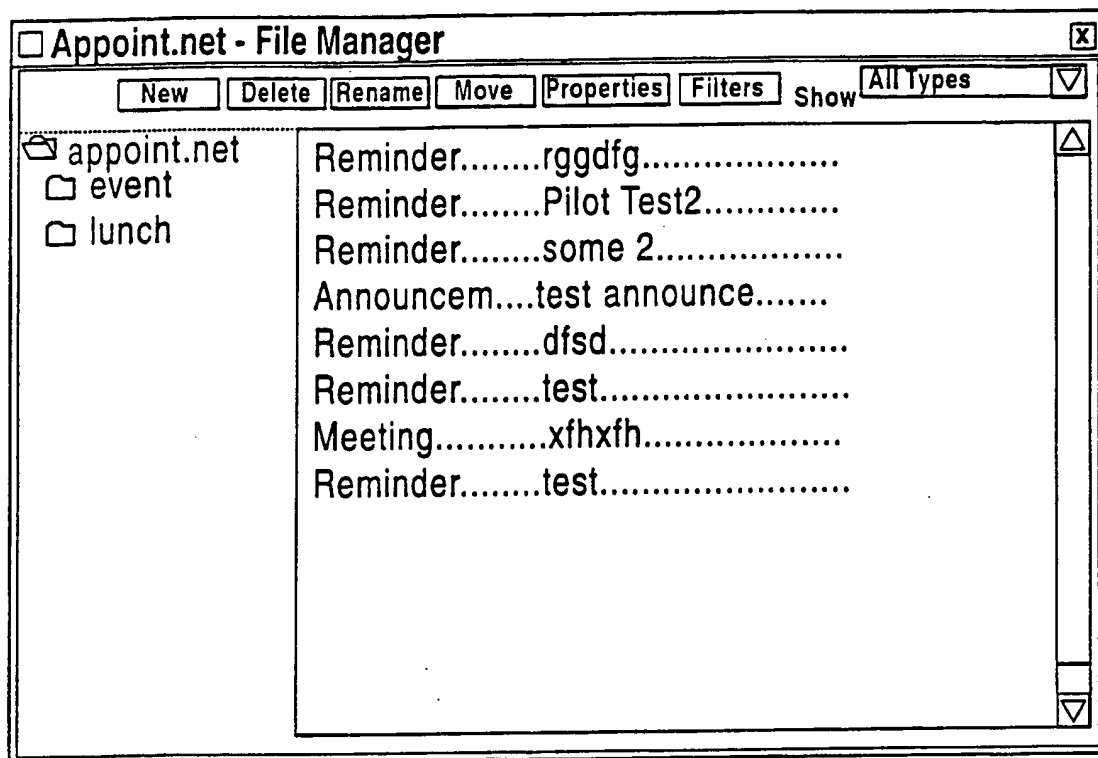 Appoint.net - File Manager X
New Delete Rename Move Properties Filters Show All Types
appoint.net
event
lunch
Reminder........rggdfg...................
Reminder........Pilot Test2.............
Reminder........some 2..................
Announcem....test announce.......
Reminder........dfsd.......................
Reminder........test........................
Meeting...........xfhxfh...................
Reminder........test........................